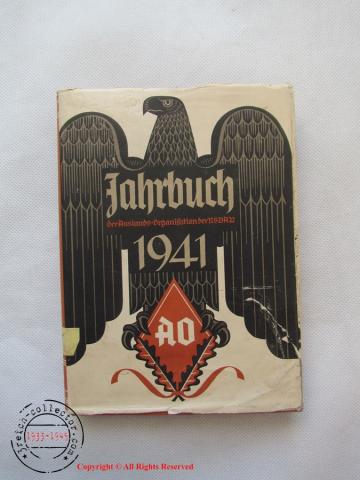 Jahrbuch
der Auslands-Organisation der NSDAP
1941
AO
3reich-collector.com
1933-1945
Copyright © All Rights Reserved